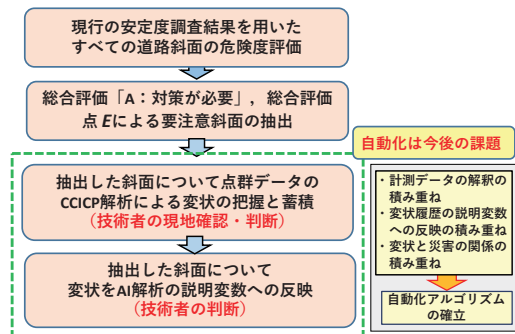 現行の安定度調査結果を用いた
すべての道路斜面の危険度評価
総合評価「A：対策が必要」，総合評価
点 Eによる要注意斜面の抽出
自動化は今後の課題
抽出した斜面について点群データの
CCICP解析による変状の把握と蓄積
（技術者の現地確認・判断）
抽出した斜面について
変状をAI解析の説明変数への反映
（技術者の判断）
・計測データの解釈の
積み重ね
・変状履歴の説明変数
への反映の積み重ね
・変状と災害の関係の
積み重ね
自動化アルゴリズム
の確立